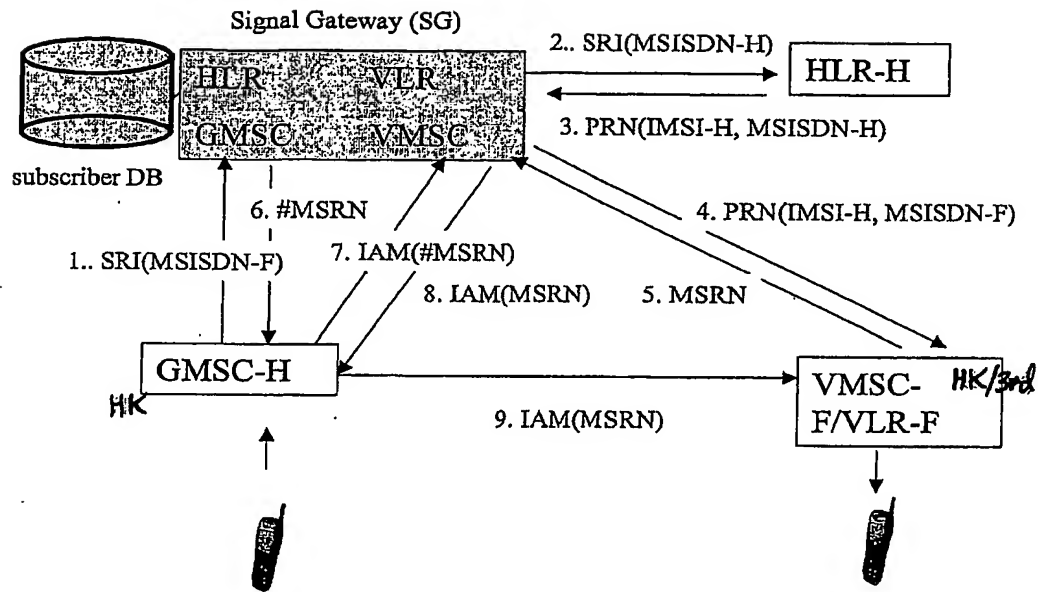 Signal Gateway (SG)
2.. SRI(MSISDN-H)
HLR VLR
HLR-H
GMSC VMSC
3. PRN(IMSI-H, MSISDN-H)
subscriber DB
6. #MSRN
4. PRN(IMSI-H, MSISDN-F)
1.. SRI(MSISDN-F)
7. IAM(#MSRN)
8. IAM(MSRN)
5. MSRN
GMSC-H
HK
VMSC-
F/VLR-F
HK/3rd
9. IAM(MSRN)